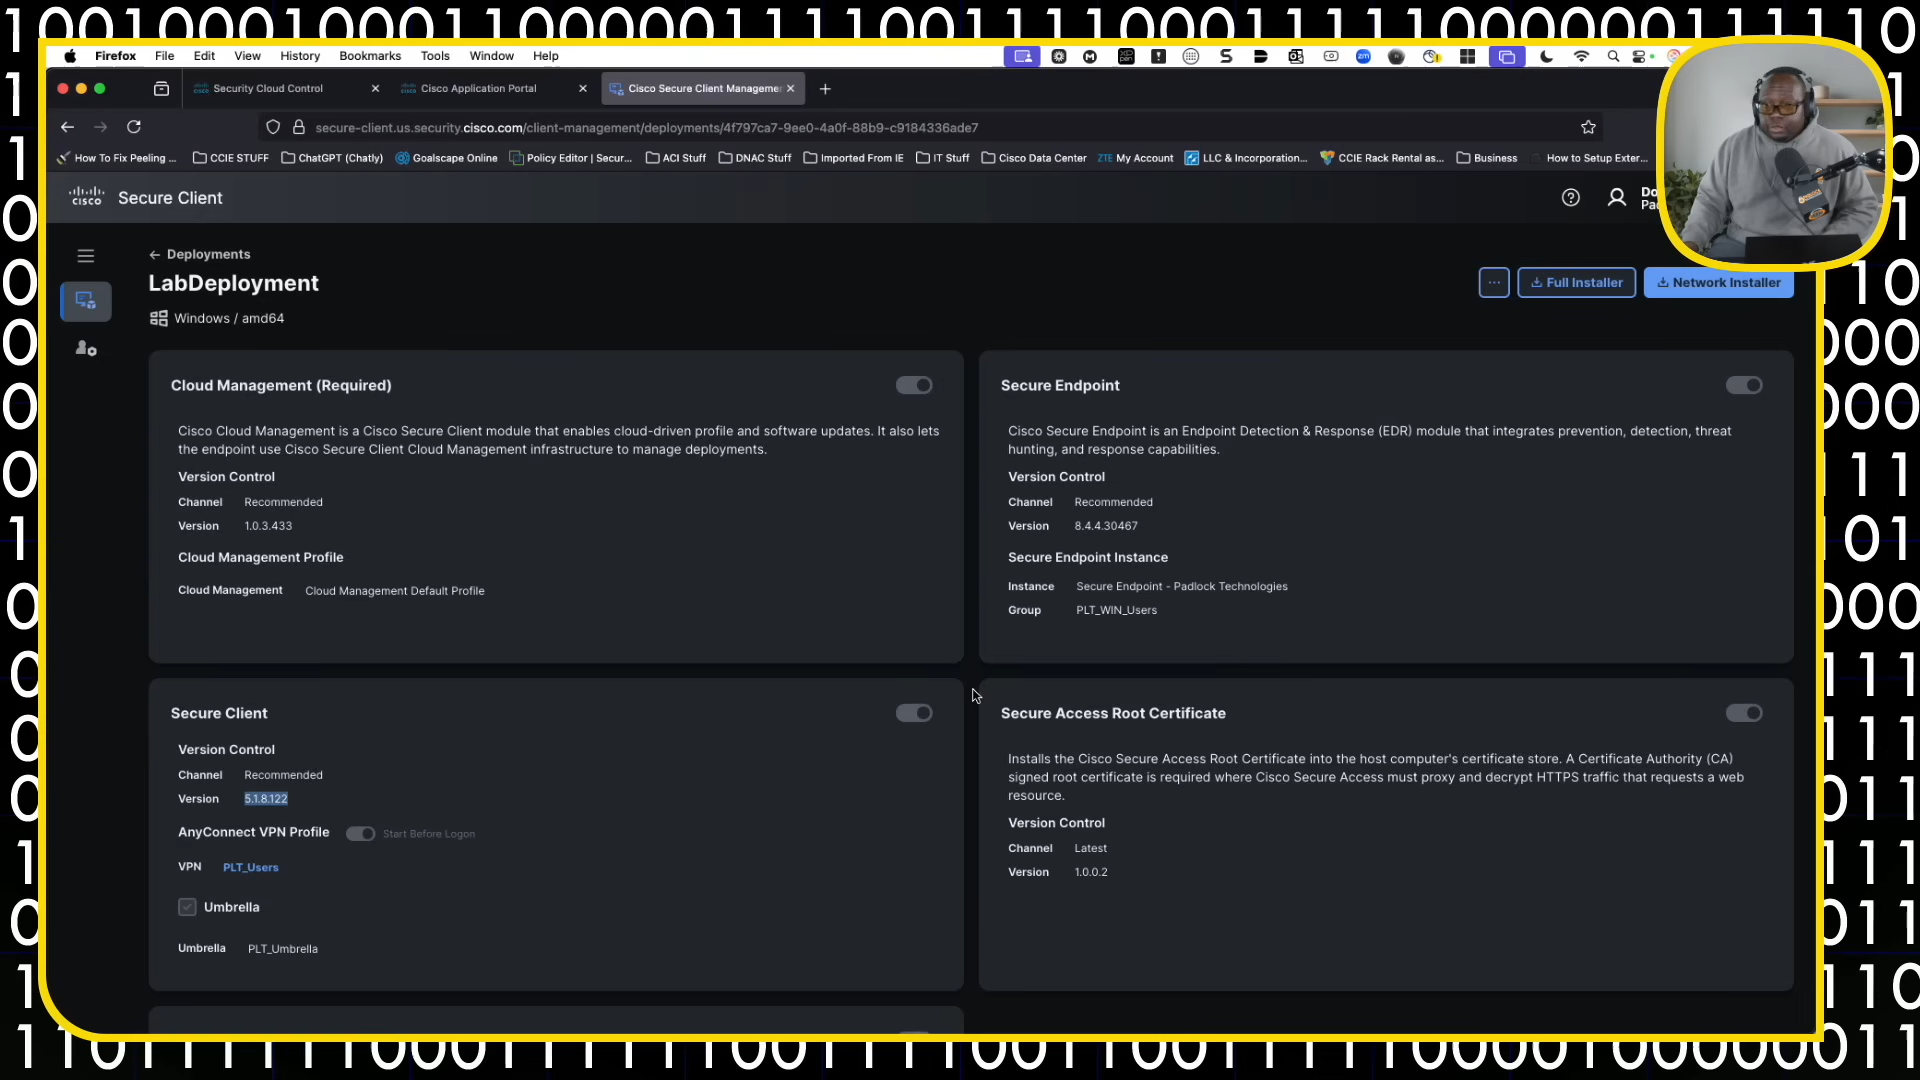 Firefox File Edit View History Bookmarks Tools Window Help
Security Cloud Control
Cisco Application Portal
Cisco Secure Client Manageme
secure-client.us.security.cisco.com/client-management/deployments/4f797ca7-9ee0-4a0f-88b9-c9184336ade7
How To Fix Peeling ... CCIE STUFF ChatGPT (Chatly) Goalscape Online Policy Editor | Secur... ACI Stuff DNAC Stuff Imported From IE IT Stuff Cisco Data Center ZTE My Account LLC & Incorporation... CCIE Rack Rental as... Business How to Setup Exter...
cisco Secure Client
Do
Pa
Deployments
LabDeployment
Windows / amd64
... Full Installer Network Installer
Cloud Management (Required)
Cisco Cloud Management is a Cisco Secure Client module that enables cloud-driven profile and software updates. It also lets
the endpoint use Cisco Secure Client Cloud Management infrastructure to manage deployments.
Version Control
Channel Recommended
Version 1.0.3.433
Cloud Management Profile
Cloud Management Cloud Management Default Profile
Secure Endpoint
Cisco Secure Endpoint is an Endpoint Detection & Response (EDR) module that integrates prevention, detection, threat
hunting, and response capabilities.
Version Control
Channel Recommended
Version 8.4.4.30467
Secure Endpoint Instance
Instance Secure Endpoint - Padlock Technologies
Group PLT_WIN_Users
Secure Client
Version Control
Channel Recommended
Version 5.1.8.122
AnyConnect VPN Profile Start Before Logon
VPN PLT_Users
Umbrella
Umbrella PLT_Umbrella
Secure Access Root Certificate
Installs the Cisco Secure Access Root Certificate into the host computer's certificate store. A Certificate Authority (CA)
signed root certificate is required where Cisco Secure Access must proxy and decrypt HTTPS traffic that requests a web
resource.
Version Control
Channel Latest
Version 1.0.0.2